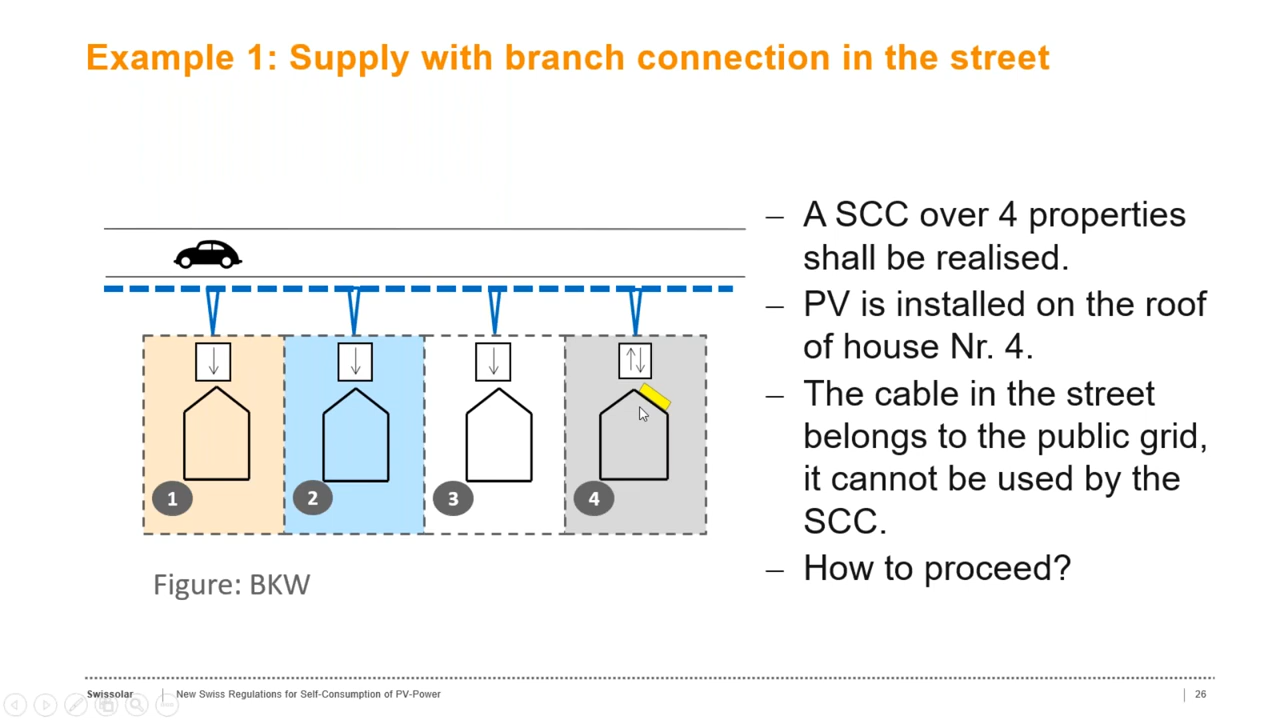 Example 1: Supply with branch connection in the street
– A SCC over 4 properties
shall be realised.
– PV is installed on the roof
of house Nr. 4.
– The cable in the street
belongs to the public grid,
it cannot be used by the
SCC.
– How to proceed?
1
2
3
4
Figure: BKW
Swissolar
New Swiss Regulations for Self-Consumption of PV-Power
26